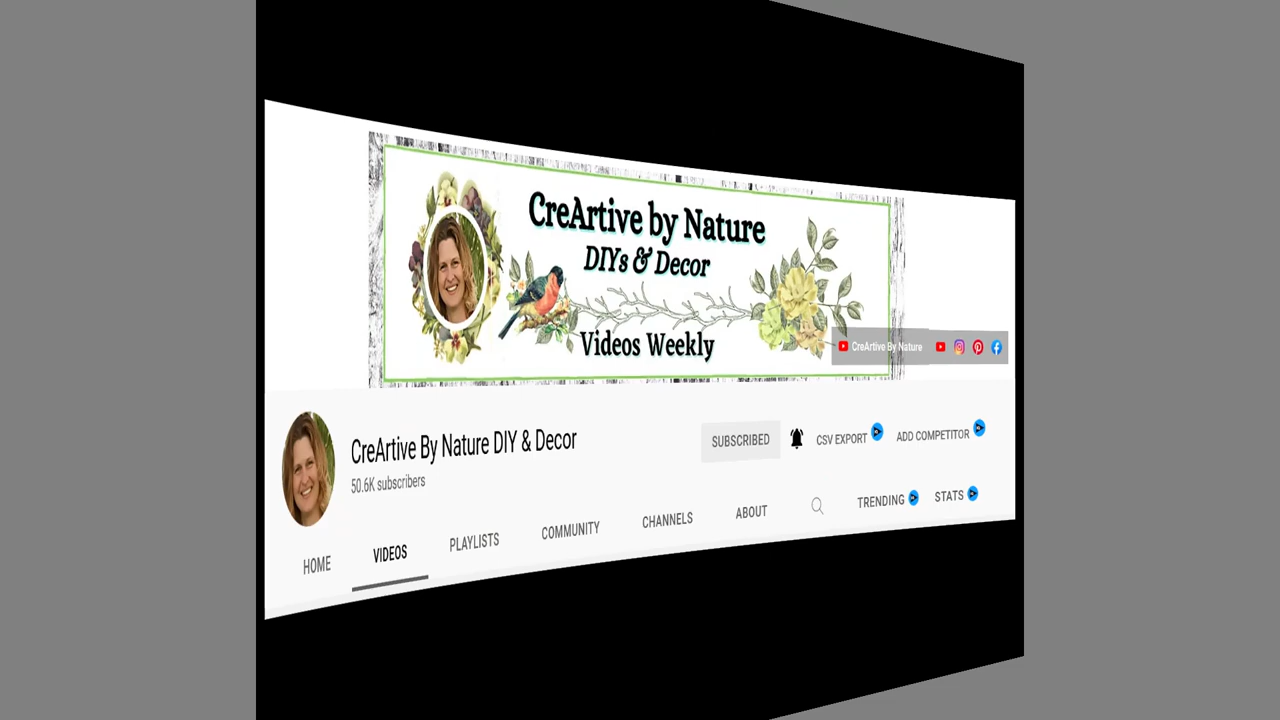 CreArtive by Nature
DIYs & Decor
Videos Weekly
CreArtive By Nature
CreArtive By Nature DIY & Decor
50.6K subscribers
SUBSCRIBED
CSV EXPORT
ADD COMPETITOR
HOME
VIDEOS
PLAYLISTS
COMMUNITY
CHANNELS
ABOUT
TRENDING
STATS